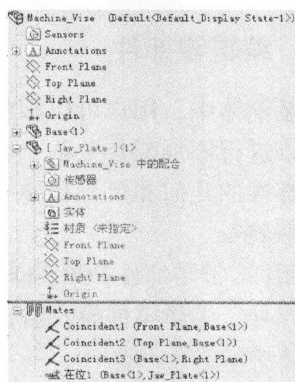 Machine_Vise (Default<Default_Display State-1>)
Sensors
Annotations
Front Plane
Top Plane
Right Plane
Origin
Base<1>
[ Jaw_Plate ]<1>
Machine_Vise 中的配合
传感器
Annotations
实体
材质 <未指定>
Front Plane
Top Plane
Right Plane
Origin
Mates
Coincident1 (Front Plane,Base<1>)
Coincident2 (Top Plane,Base<1>)
Coincident3 (Base<1>,Right Plane)
在位1 (Base<1>,Jaw_Plate<1>)